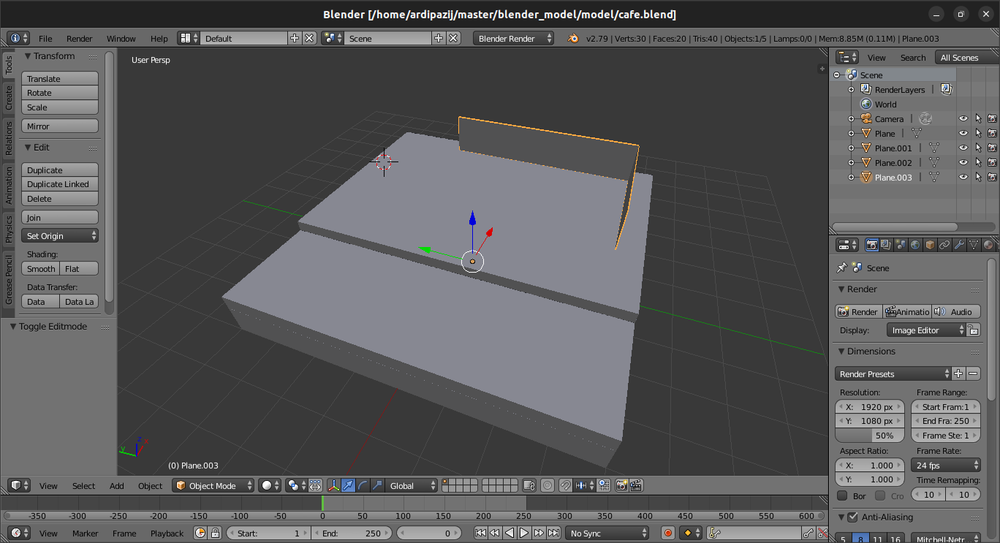 Blender [/home/ardipazij/master/blender_model/model/cafe.blend]
File Render Window Help Default Scene Blender Render v2.79 | Verts:30 | Faces:20 | Tris:40 | Objects:1/5 | Lamps:0/0 | Mem:8.85M (0.11M) | Plane.003
Tools
Create
Relations
Animation
Physics
Grease Pencil
Transform
Translate
Rotate
Scale
Mirror
Edit
Duplicate
Duplicate Linked
Delete
Join
Set Origin
Shading:
Smooth Flat
Data Transfer:
Data Data La
Toggle Editmode
User Persp
z
x
y
(0) Plane.003
View Search All Scenes
Scene
RenderLayers |
World
Camera |
Plane |
Plane.001 |
Plane.002 |
Plane.003 |
Scene
Render
Render Animatio Audio
Display: Image Editor
Dimensions
Render Presets
Resolution: Frame Range:
X: 1920 px Start Fram:1
Y: 1080 px End Fra: 250
50% Frame Ste: 1
Aspect Ratio: Frame Rate:
X: 1.000 24 fps
Y: 1.000 Time Remapping:
Bor Cro 10 10
Anti-Aliasing
5 8 11 16 Mitchell-Netr...
View Select Add Object Object Mode Global
-350 -300 -250 -200 -150 -100 -50 0 50 100 150 200 250 300 350 400 450 500 550 600
View Marker Frame Playback Start: 1 End: 250 0 No Sync